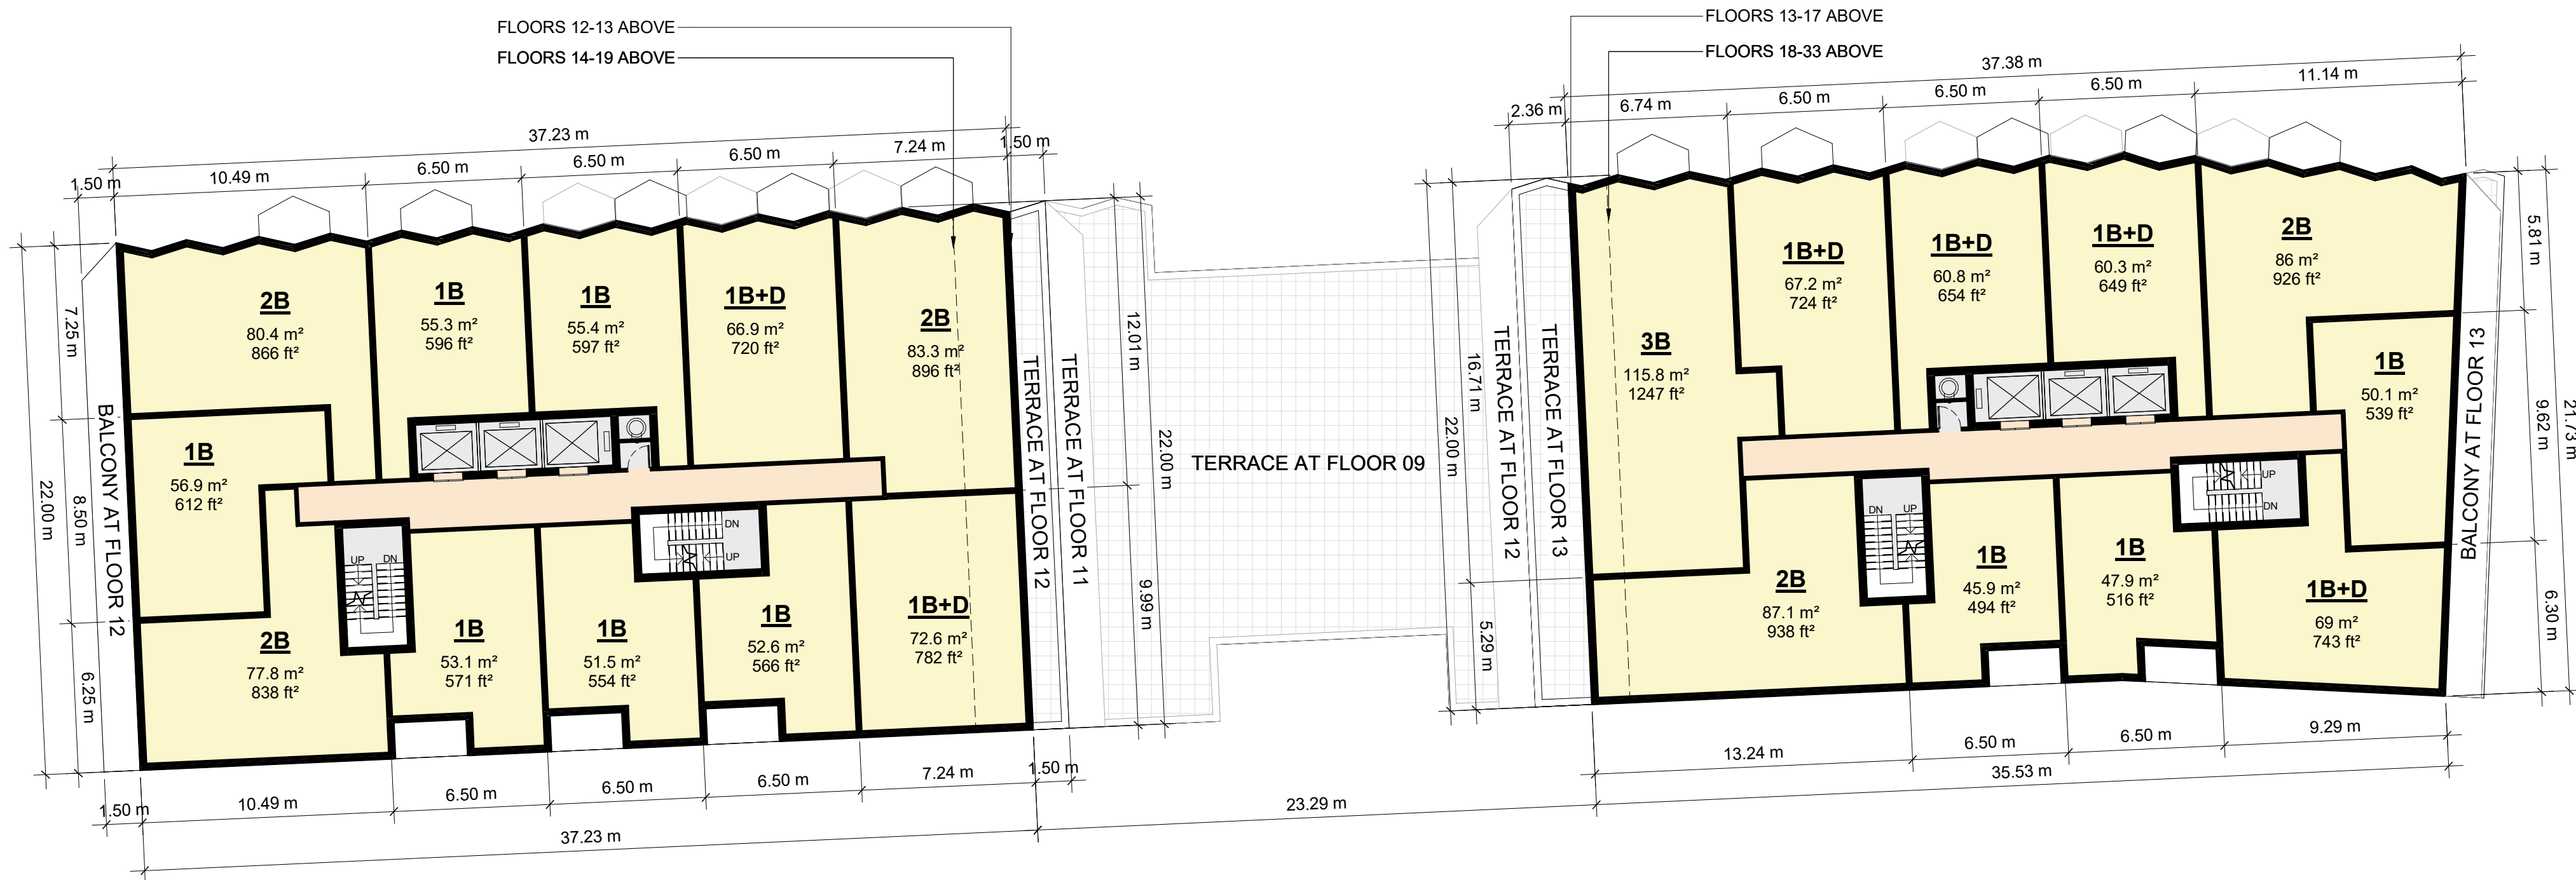 FLOORS 12-13 ABOVE
FLOORS 14-19 ABOVE
37.23 m
1.50 m
10.49 m
6.50 m
6.50 m
6.50 m
7.24 m
1.50 m
22.00 m
7.25 m
8.50 m
6.25 m
BALCONY AT FLOOR 12
2B
80.4 m²
866 ft²
1B
55.3 m²
596 ft²
1B
55.4 m²
597 ft²
1B+D
66.9 m²
720 ft²
2B
83.3 m²
896 ft²
1B
56.9 m²
612 ft²
UP
DN
DN
UP
2B
77.8 m²
838 ft²
1B
53.1 m²
571 ft²
1B
51.5 m²
554 ft²
1B
52.6 m²
566 ft²
1B+D
72.6 m²
782 ft²
TERRACE AT FLOOR 12
TERRACE AT FLOOR 11
12.01 m
9.99 m
22.00 m
1.50 m
10.49 m
6.50 m
6.50 m
6.50 m
7.24 m
1.50 m
37.23 m
23.29 m
TERRACE AT FLOOR 09
FLOORS 13-17 ABOVE
FLOORS 18-33 ABOVE
37.38 m
2.36 m
6.74 m
6.50 m
6.50 m
6.50 m
11.14 m
22.00 m
16.71 m
5.29 m
TERRACE AT FLOOR 12
TERRACE AT FLOOR 13
3B
115.8 m²
1247 ft²
1B+D
67.2 m²
724 ft²
1B+D
60.8 m²
654 ft²
1B+D
60.3 m²
649 ft²
2B
86 m²
926 ft²
1B
50.1 m²
539 ft²
DN
UP
UP
DN
2B
87.1 m²
938 ft²
1B
45.9 m²
494 ft²
1B
47.9 m²
516 ft²
1B+D
69 m²
743 ft²
BALCONY AT FLOOR 13
5.81 m
9.62 m
6.30 m
21.73 m
13.24 m
6.50 m
6.50 m
9.29 m
35.53 m